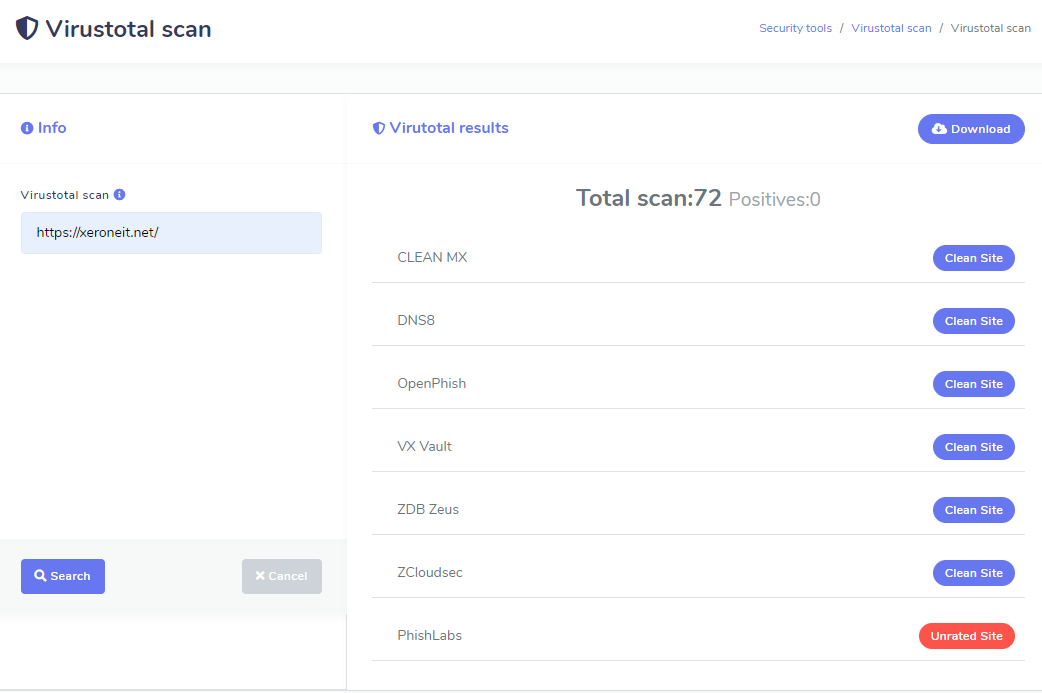 Virustotal scan
Security tools / Virustotal scan / Virustotal scan
Info
Virustotal scan
https://xeroneit.net/
Search
Cancel
Virutotal results
Download
Total scan:72 Positives:0
CLEAN MX Clean Site
DNS8 Clean Site
OpenPhish Clean Site
VX Vault Clean Site
ZDB Zeus Clean Site
ZCloudsec Clean Site
PhishLabs Unrated Site